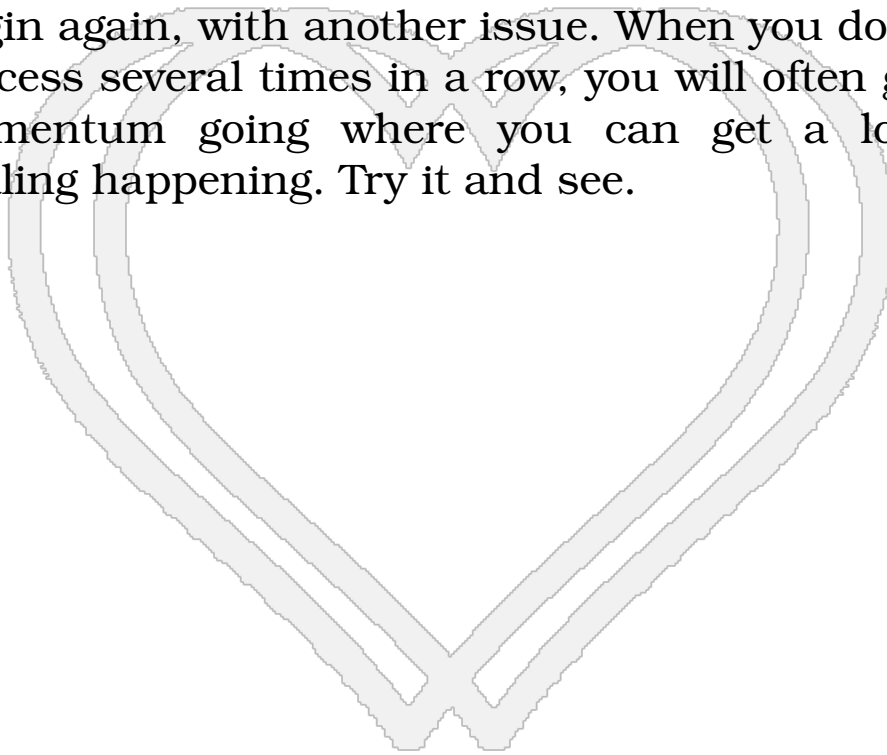 gin again, with another issue. When you do
cess several times in a row, you will often g
mentum going where you can get a lo
ling happening. Try it and see.